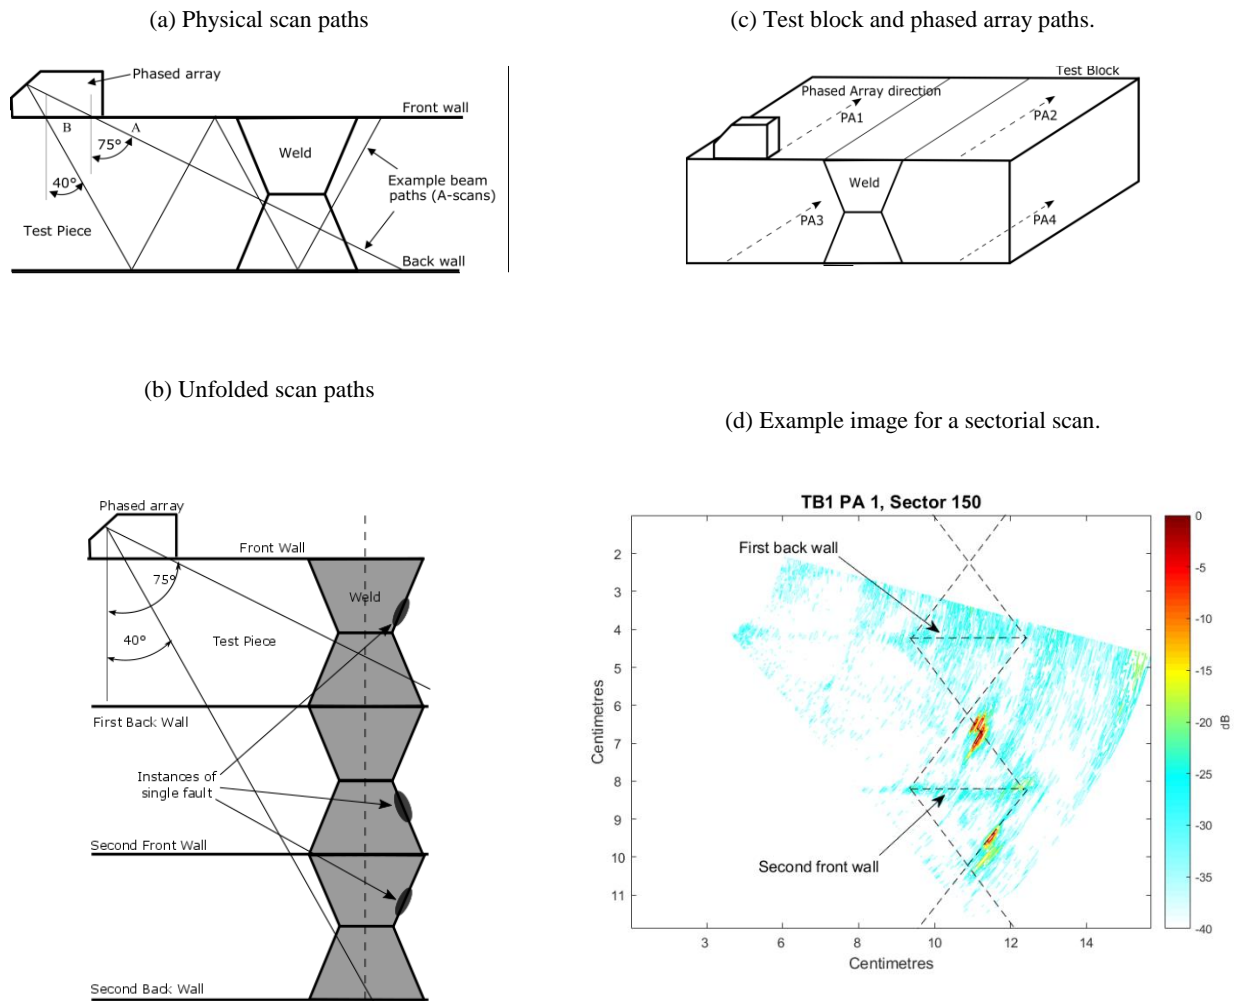 (a) Physical scan paths
Phased array
Front wall
B
A
75°
40°
Weld
Example beam
paths (A-scans)
Test Piece
Back wall
(c) Test block and phased array paths.
Test Block
Phased Array direction
PA1
PA2
Weld
PA3
PA4
(b) Unfolded scan paths
Phased array
Front Wall
75°
Weld
40°
Test Piece
First Back Wall
Instances of
single fault
Second Front Wall
Second Back Wall
(d) Example image for a sectorial scan.
TB1 PA 1, Sector 150
First back wall
Second front wall
2
3
4
5
6
7
8
9
10
11
Centimetres
3
6
8
10
12
14
Centimetres
0
-5
-10
-15
-20
-25
-30
-35
-40
dB